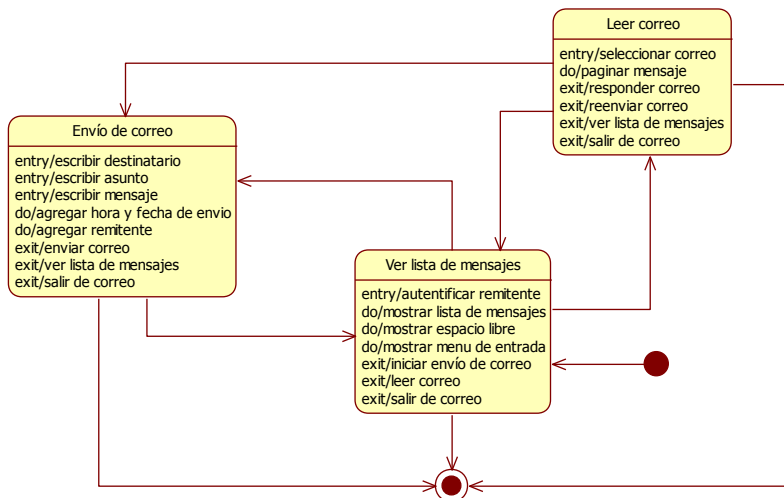 Leer correo
entry/seleccionar correo
do/paginar mensaje
exit/responder correo
exit/reenviar correo
exit/ver lista de mensajes
exit/salir de correo
Envío de correo
entry/escribir destinatario
entry/escribir asunto
entry/escribir mensaje
do/agregar hora y fecha de envio
do/agregar remitente
exit/enviar correo
exit/ver lista de mensajes
exit/salir de correo
Ver lista de mensajes
entry/autentificar remitente
do/mostrar lista de mensajes
do/mostrar espacio libre
do/mostrar menu de entrada
exit/iniciar envío de correo
exit/leer correo
exit/salir de correo